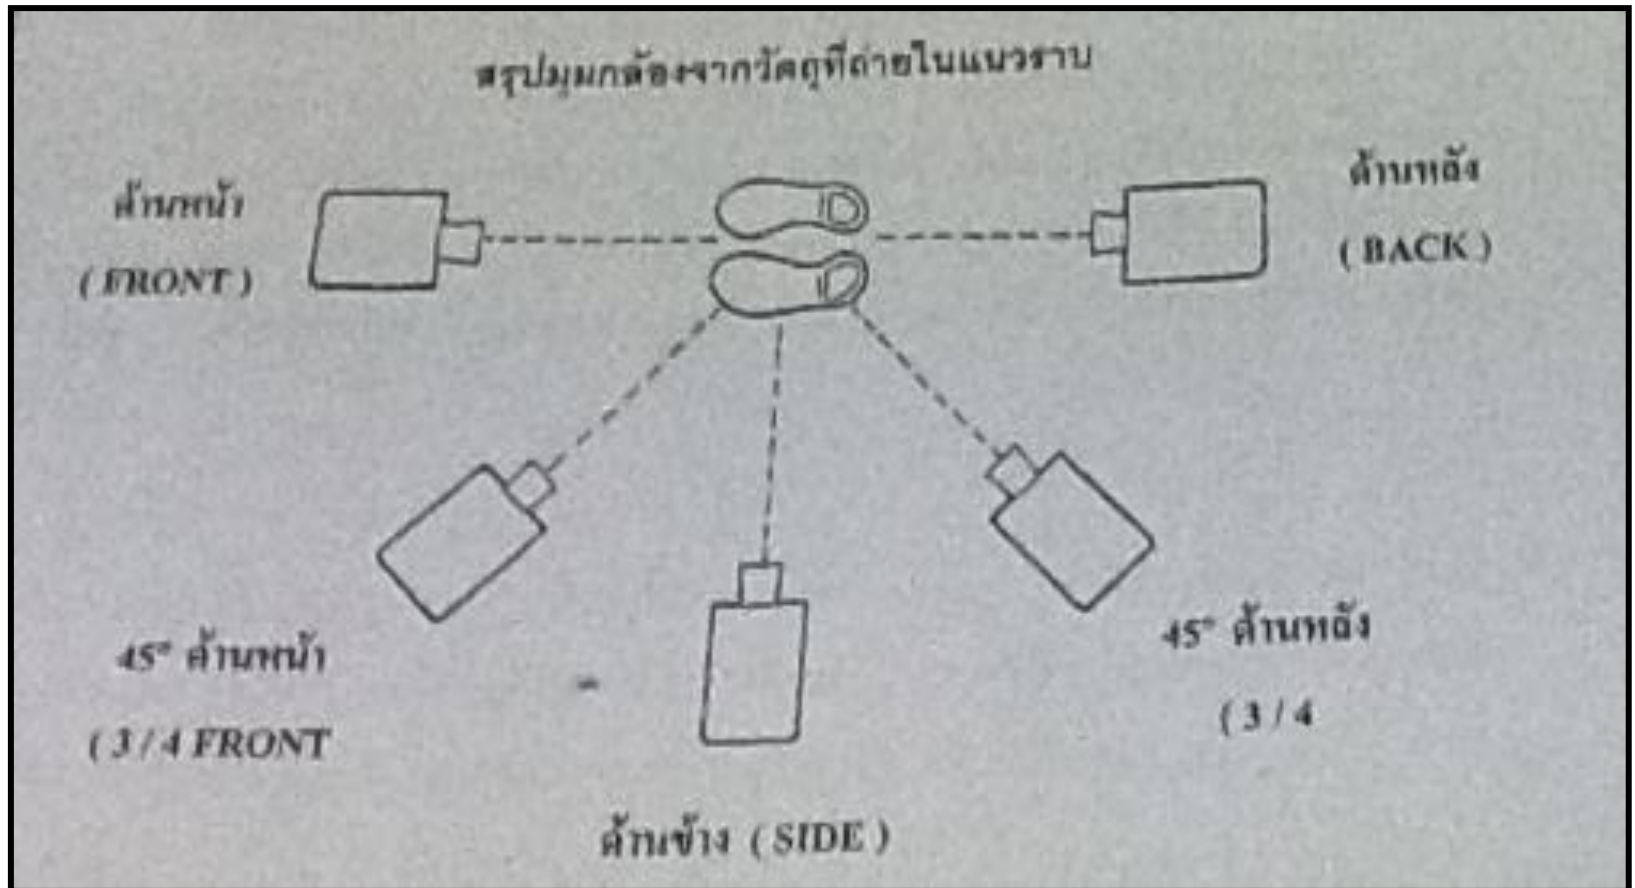 สรุปมุมกล้องจากวัตถุที่ถ่ายในแนวราบ
ด้านหน้า
( FRONT )
ด้านหลัง
( BACK )
45° ด้านหน้า
( 3 / 4 FRONT
45° ด้านหลัง
( 3 / 4
ด้านข้าง ( SIDE )